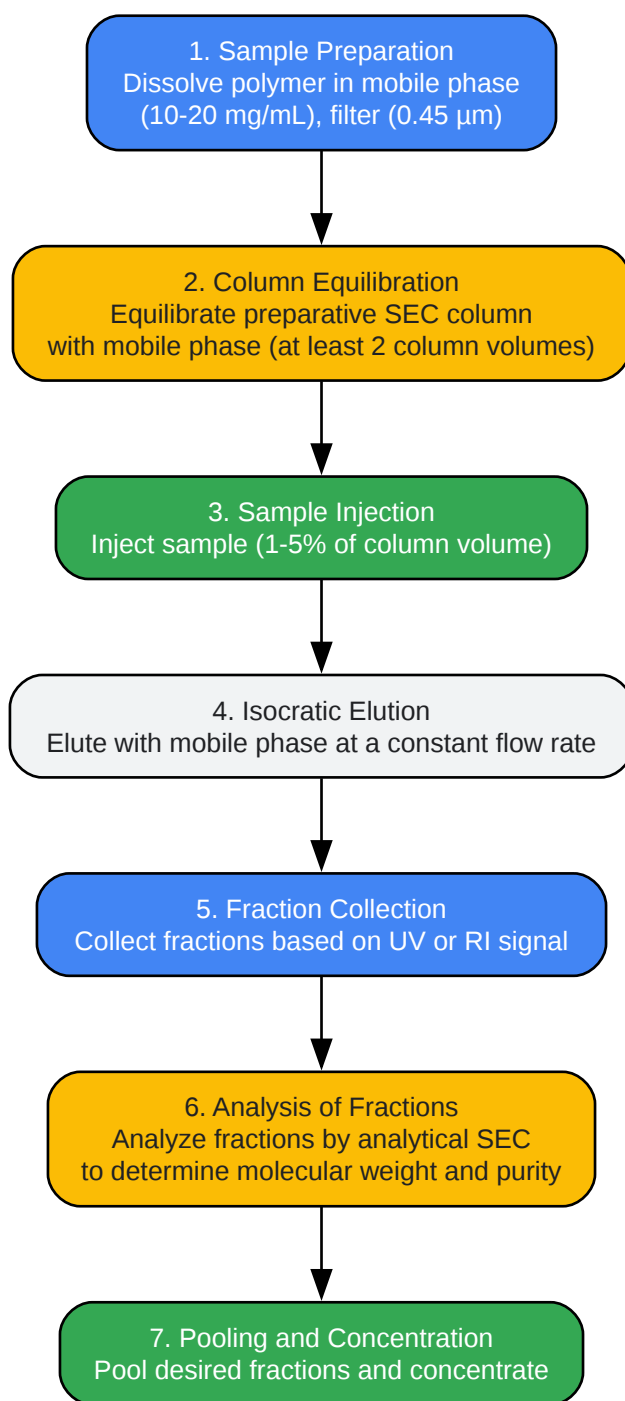 1. Sample Preparation
Dissolve polymer in mobile phase
(10-20 mg/mL), filter (0.45 µm)
2. Column Equilibration
Equilibrate preparative SEC column
with mobile phase (at least 2 column volumes)
3. Sample Injection
Inject sample (1-5% of column volume)
4. Isocratic Elution
Elute with mobile phase at a constant flow rate
5. Fraction Collection
Collect fractions based on UV or RI signal
6. Analysis of Fractions
Analyze fractions by analytical SEC
to determine molecular weight and purity
7. Pooling and Concentration
Pool desired fractions and concentrate